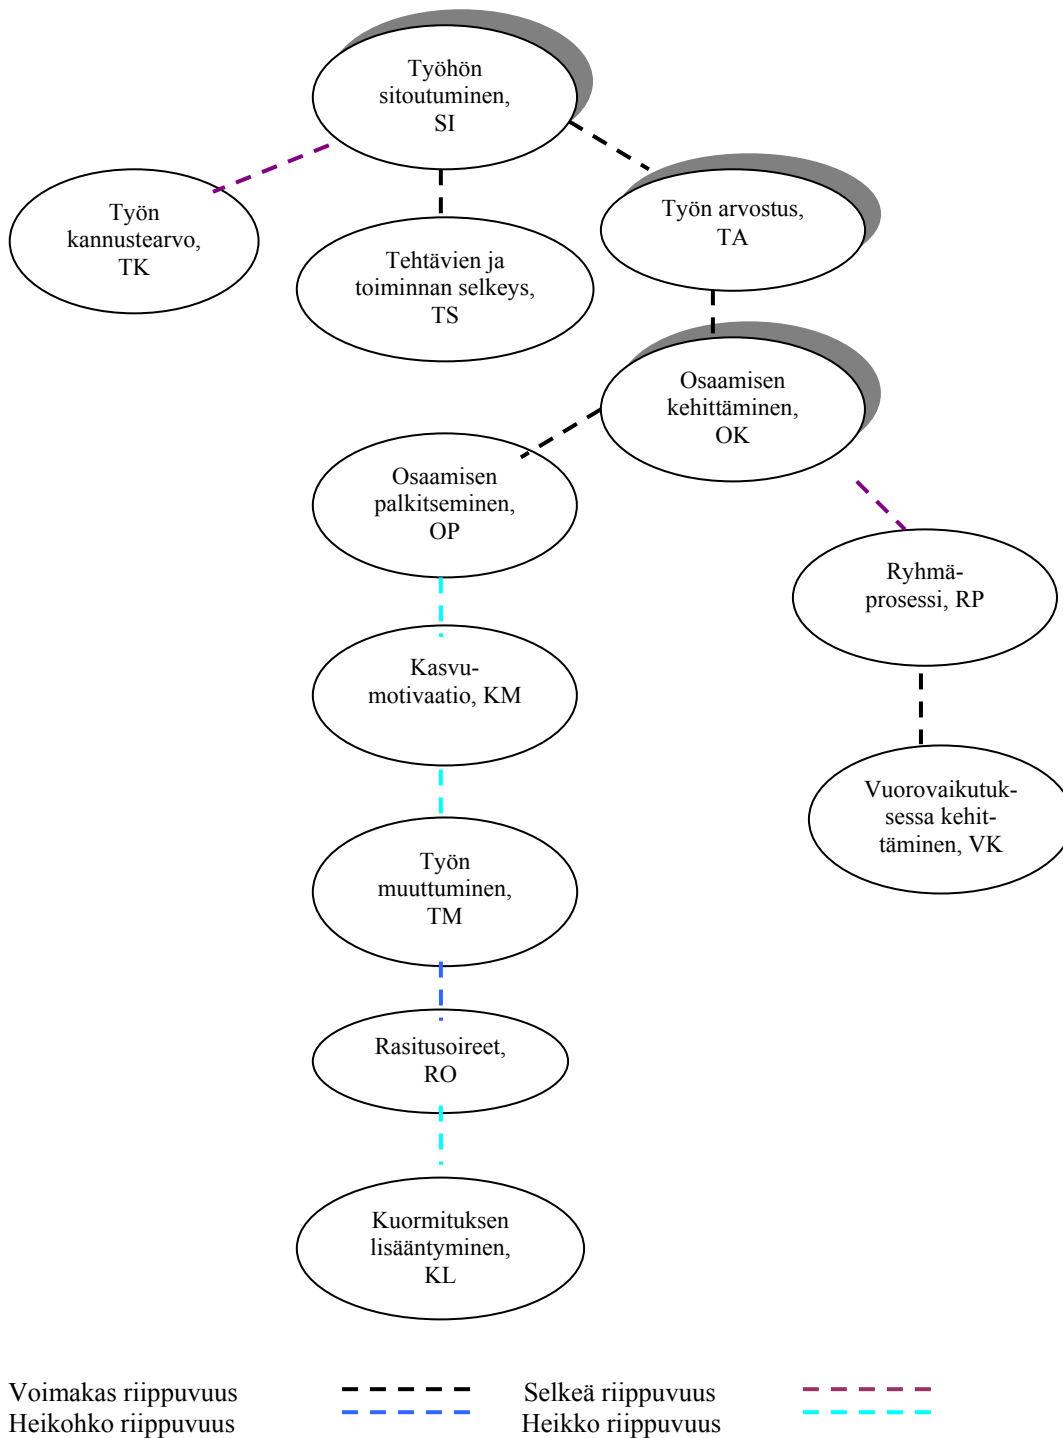 Työhön
sitoutuminen,
SI
Työn
kannustearvo,
TK
Tehtävien ja
toiminnan selkeys,
TS
Työn arvostus,
TA
Osaamisen
kehittäminen,
OK
Osaamisen
palkitseminen,
OP
Ryhmä-
prosessi, RP
Kasvu-
motivaatio, KM
Vuorovaikutuk-
sessa kehit-
täminen, VK
Työn
muuttuminen,
TM
Rasitusoireet,
RO
Kuormituksen
lisääntyminen,
KL
Voimakas riippuvuus
Selkeä riippuvuus
Heikohko riippuvuus
Heikko riippuvuus